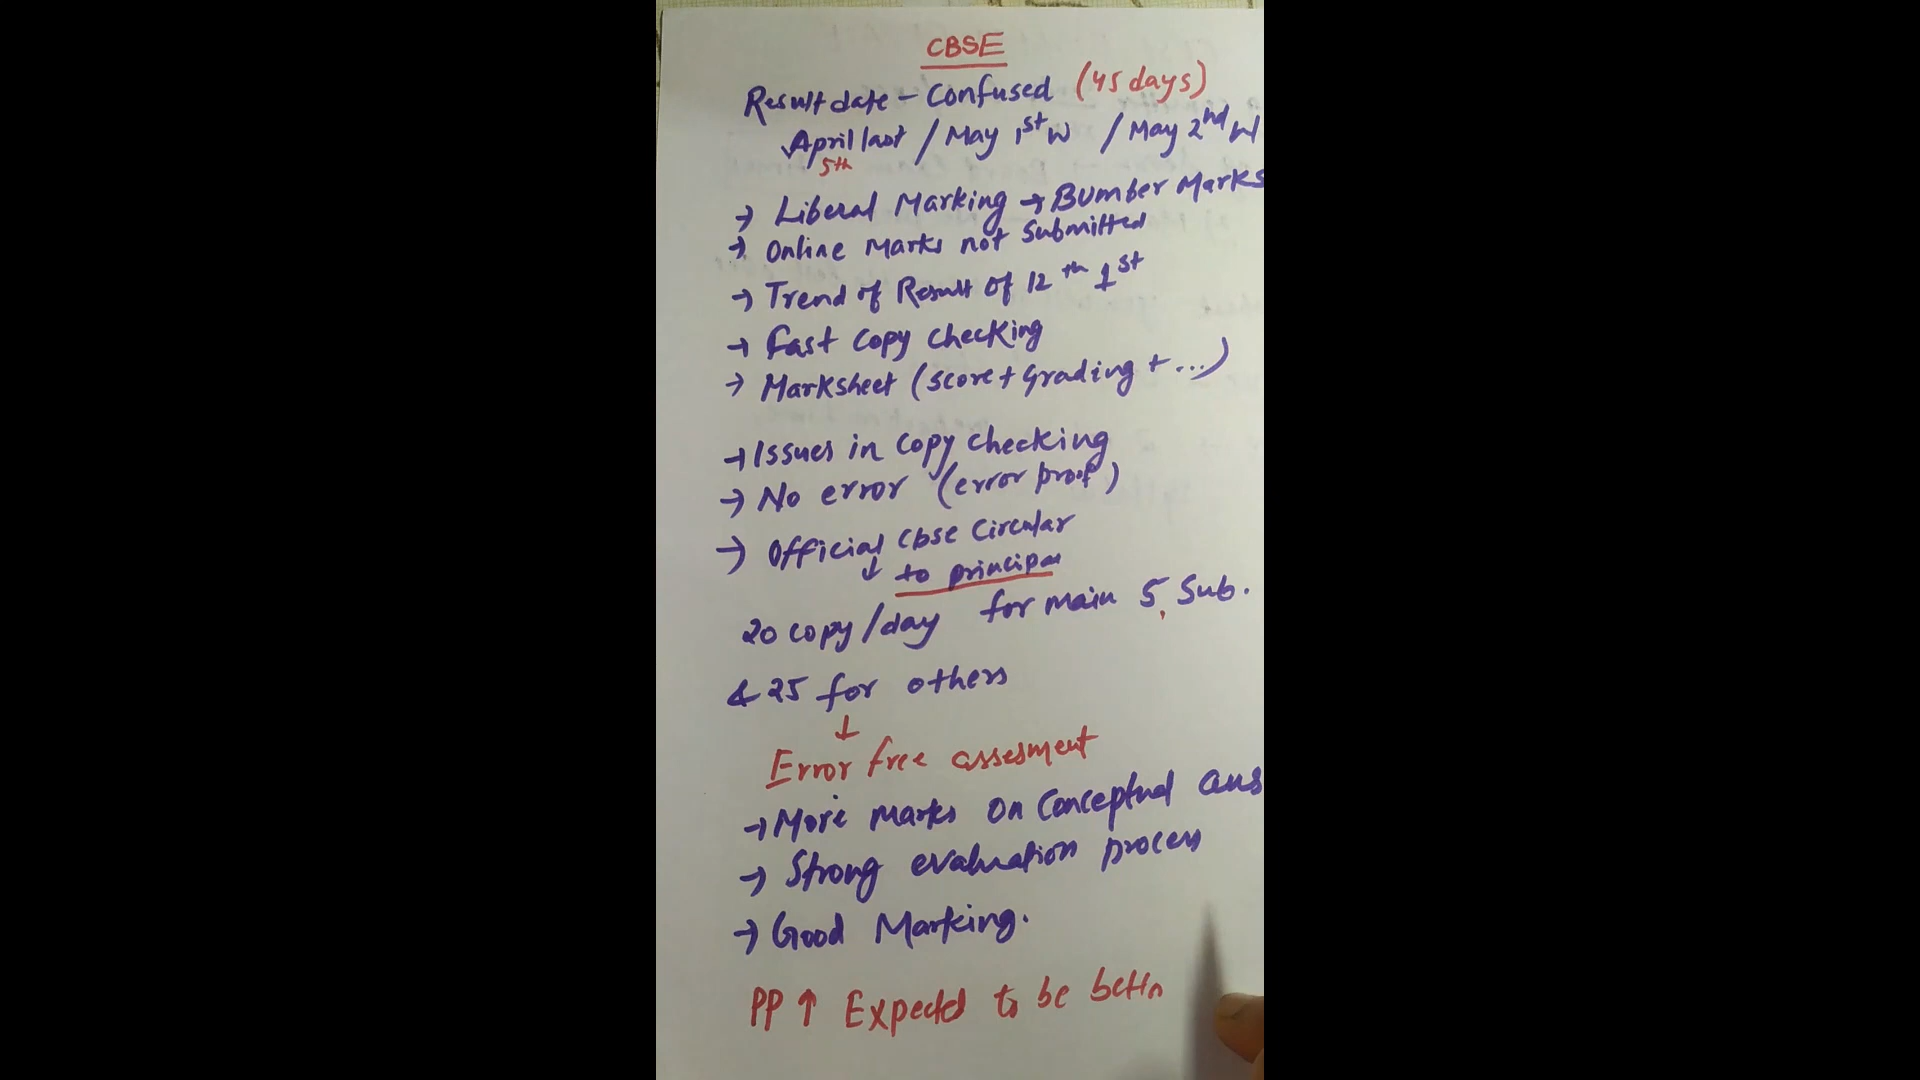 CBSE
Result date - Confused (45 days)
April last / May 1st W / May 2nd W
5th
→ Liberal Marking → Bumber Marks
→ Online Marks not Submitted
→ Trend of Result of 12th 1st
→ Fast Copy Checking
→ Marksheet (Score + Grading + ...)
→ Issues in Copy Checking
→ No error (error proof)
→ Official Cbse Circular
↓ to principal
20 copy/day for main 5 Sub.
& 25 for others
↓
Error free assesment
→ More marks on Conceptual ans
→ Strong evaluation process
→ Good Marking.
PP ↑ Expected to be better